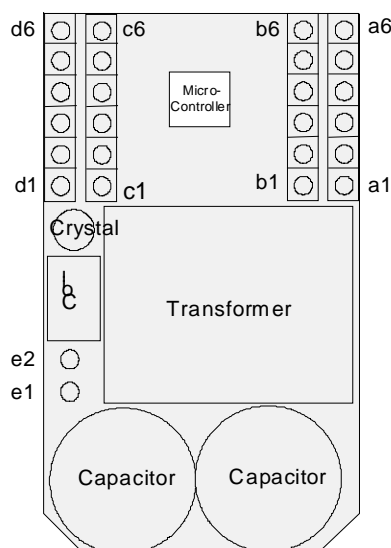 d6 c6 b6 a6
Micro-
Controller
d1 c1 b1 a1
Crystal
Transformer
e2
e1
Capacitor Capacitor